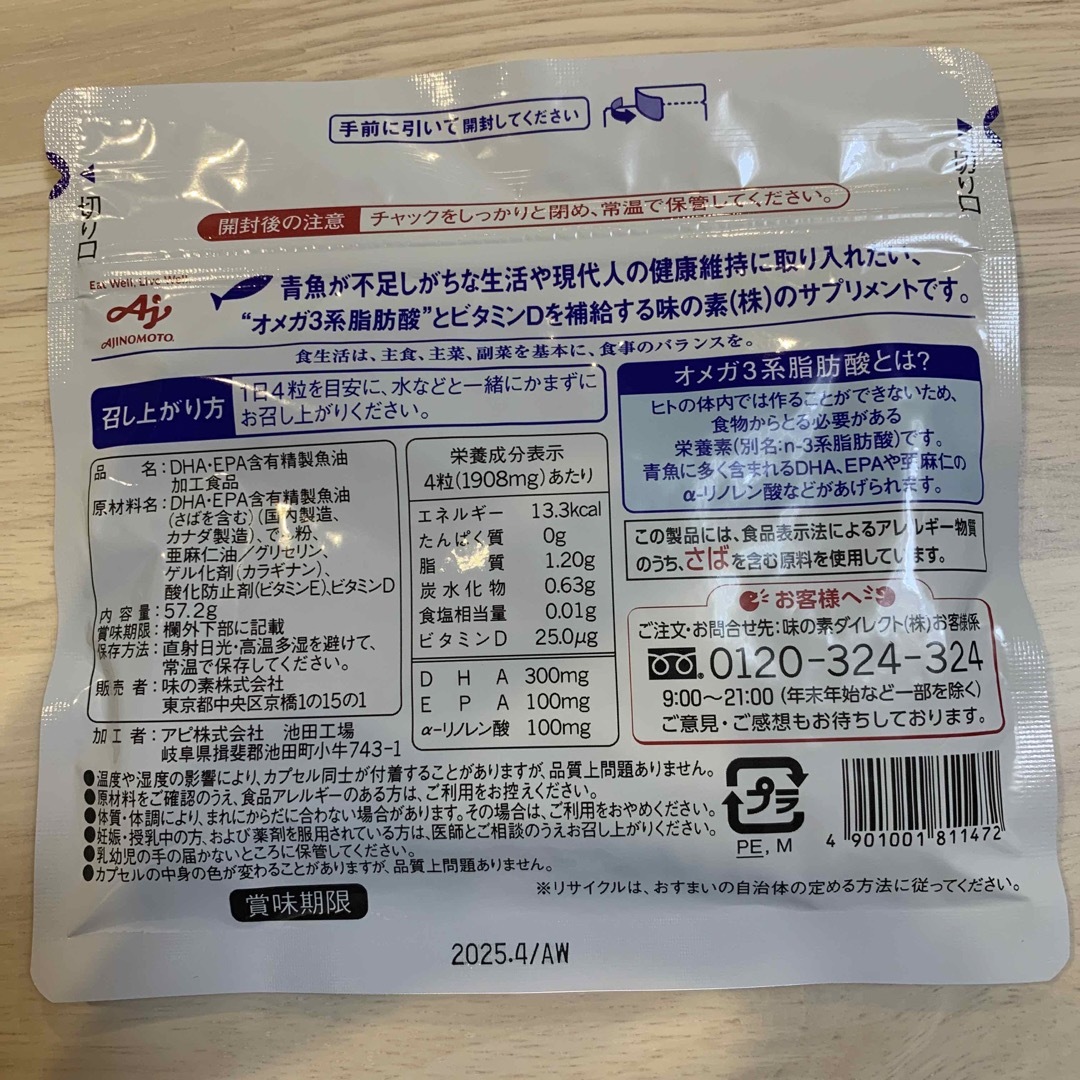 手前に引いて開封してください
切り口
切り口
開封後の注意 チャックをしっかりと閉め、常温で保管してください。
Eat Well, Live Well.
AJINOMOTO
青魚が不足しがちな生活や現代人の健康維持に取り入れたい、
“オメガ3系脂肪酸”とビタミンDを補給する味の素(株)のサプリメントです。
食生活は、主食、主菜、副菜を基本に、食事のバランスを。
召し上がり方
1日4粒を目安に、水などと一緒にかまずに
お召し上がりください。
品 名:DHA・EPA含有精製魚油
加工食品
原材料名:DHA・EPA含有精製魚油
(さばを含む)(国内製造、
カナダ製造)、でん粉、
亜麻仁油/グリセリン、
ゲル化剤(カラギナン)、
酸化防止剤(ビタミンE)、ビタミンD
内容量:57.2g
賞味期限:欄外下部に記載
保存方法:直射日光・高温多湿を避けて、
常温で保存してください。
販売者:味の素株式会社
東京都中央区京橋1の15の1
加工者:アピ株式会社 池田工場
岐阜県揖斐郡池田町小牛743-1
栄養成分表示
4粒(1908mg)あたり
エネルギー 13.3kcal
たんぱく質 0g
脂質 1.20g
炭水化物 0.63g
食塩相当量 0.01g
ビタミンD 25.0μg
DHA 300mg
EPA 100mg
α-リノレン酸 100mg
オメガ3系脂肪酸とは?
ヒトの体内では作ることができないため、
食物からとる必要がある
栄養素(別名:n-3系脂肪酸)です。
青魚に多く含まれるDHA、EPAや亜麻仁の
α-リノレン酸などがあげられます。
この製品には、食品表示法によるアレルギー物質
のうち、さばを含む原料を使用しています。
お客様へ
ご注文・お問合せ先:味の素ダイレクト(株)お客様係
0120-324-324
9:00～21:00(年末年始など一部を除く)
ご意見・ご感想もお待ちしております。
●温度や湿度の影響により、カプセル同士が付着することがありますが、品質上問題ありません。
●原材料をご確認のうえ、食品アレルギーのある方は、ご利用をお控えください。
●体質・体調により、まれにからだに合わない場合があります。その場合は、ご利用をおやめください。
●妊娠・授乳中の方、および薬剤を服用されている方は、医師とご相談のうえお召し上がりください。
●乳幼児の手の届かないところに保管してください。
●カプセルの中身の色が変わることがありますが、品質上問題ありません。
プラ
PE, M
4 901001 811472
※リサイクルは、おすまいの自治体の定める方法に従ってください。
賞味期限
2025.4/AW